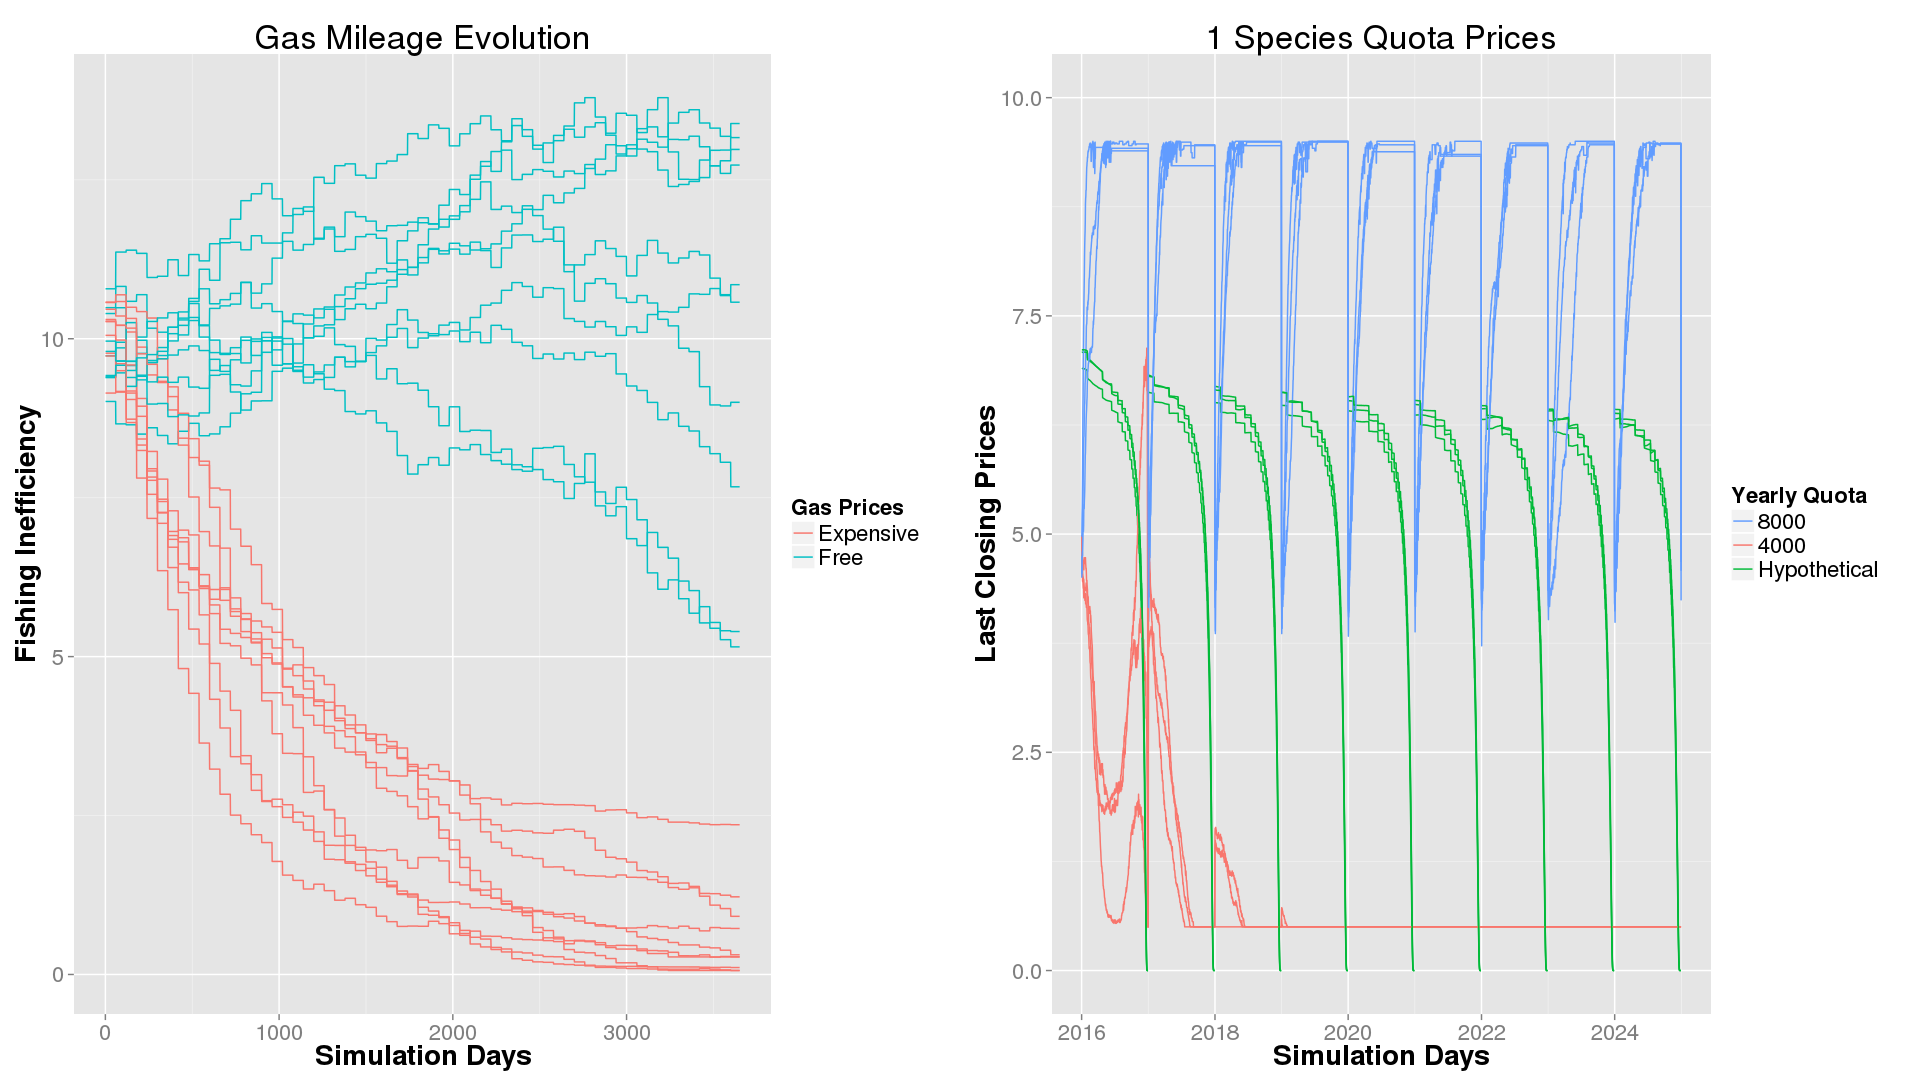 Gas Mileage Evolution
Fishing Inefficiency
10
5
0
0 1000 2000 3000
Simulation Days
Gas Prices
Expensive
Free
1 Species Quota Prices
Last Closing Prices
10.0
7.5
5.0
2.5
0.0
2016 2018 2020 2022 2024
Simulation Days
Yearly Quota
8000
4000
Hypothetical